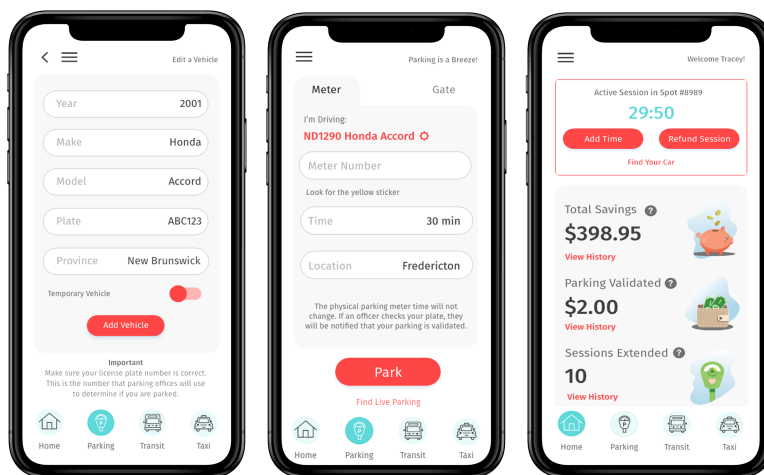 Edit a Vehicle
Year 2001
Make Honda
Model Accord
Plate ABC123
Province New Brunswick
Temporary Vehicle
Add Vehicle
Important
Make sure your license plate number is correct.
This is the number that parking offices will use
to determine if you are parked.
Home Parking Transit Taxi
Parking is a Breeze!
Meter Gate
I'm Driving:
ND1290 Honda Accord
Meter Number
Look for the yellow sticker
Time 30 min
Location Fredericton
The physical parking meter time will not
change. If an officer checks your plate, they
will be notified that your parking is validated.
Park
Find Live Parking
Home Parking Transit Taxi
Welcome Tracey!
Active Session in Spot #8989
29:50
Add Time Refund Session
Find Your Car
Total Savings ?
$398.95
View History
Parking Validated ?
$2.00
View History
Sessions Extended ?
10
View History
Home Parking Transit Taxi